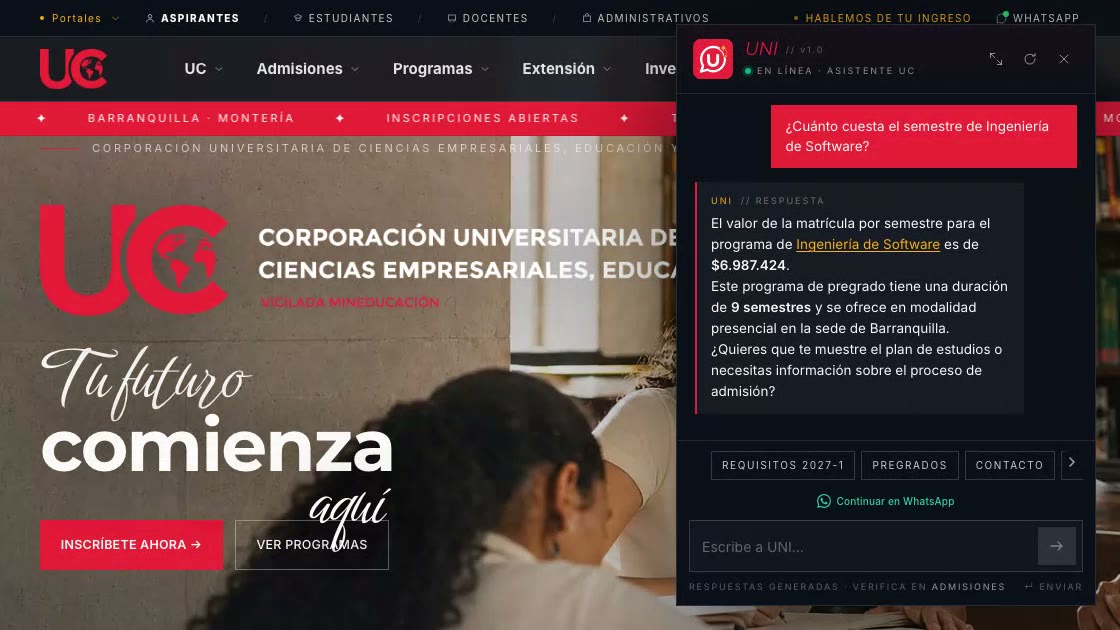 Portales
ASPIRANTES / ESTUDIANTES / DOCENTES / ADMINISTRATIVOS
HABLEMOS DE TU INGRESO
WHATSAPP
UC
UC Admisiones Programas Extensión
BARRANQUILLA · MONTERÍA ✦ INSCRIPCIONES ABIERTAS ✦
CORPORACIÓN UNIVERSITARIA DE CIENCIAS EMPRESARIALES, EDUCACIÓN Y
UC
CORPORACIÓN UNIVERSITARIA DE
CIENCIAS EMPRESARIALES,
VIGILADA MINEDUCACIÓN
Tu futuro
comienza
aquí
INSCRÍBETE AHORA →
VER PROGRAMAS
UNI // v1.0
EN LÍNEA · ASISTENTE UC
¿Cuánto cuesta el semestre de Ingeniería
de Software?
UNI // RESPUESTA
El valor de la matrícula por semestre para el
programa de Ingeniería de Software es de
$6.987.424.
Este programa de pregrado tiene una duración
de 9 semestres y se ofrece en modalidad
presencial en la sede de Barranquilla.
¿Quieres que te muestre el plan de estudios o
necesitas información sobre el proceso de
admisión?
REQUISITOS 2027-1 PREGRADOS CONTACTO
Continuar en WhatsApp
Escribe a UNI...
RESPUESTAS GENERADAS · VERIFICA EN ADMISIONES ↵ ENVIAR